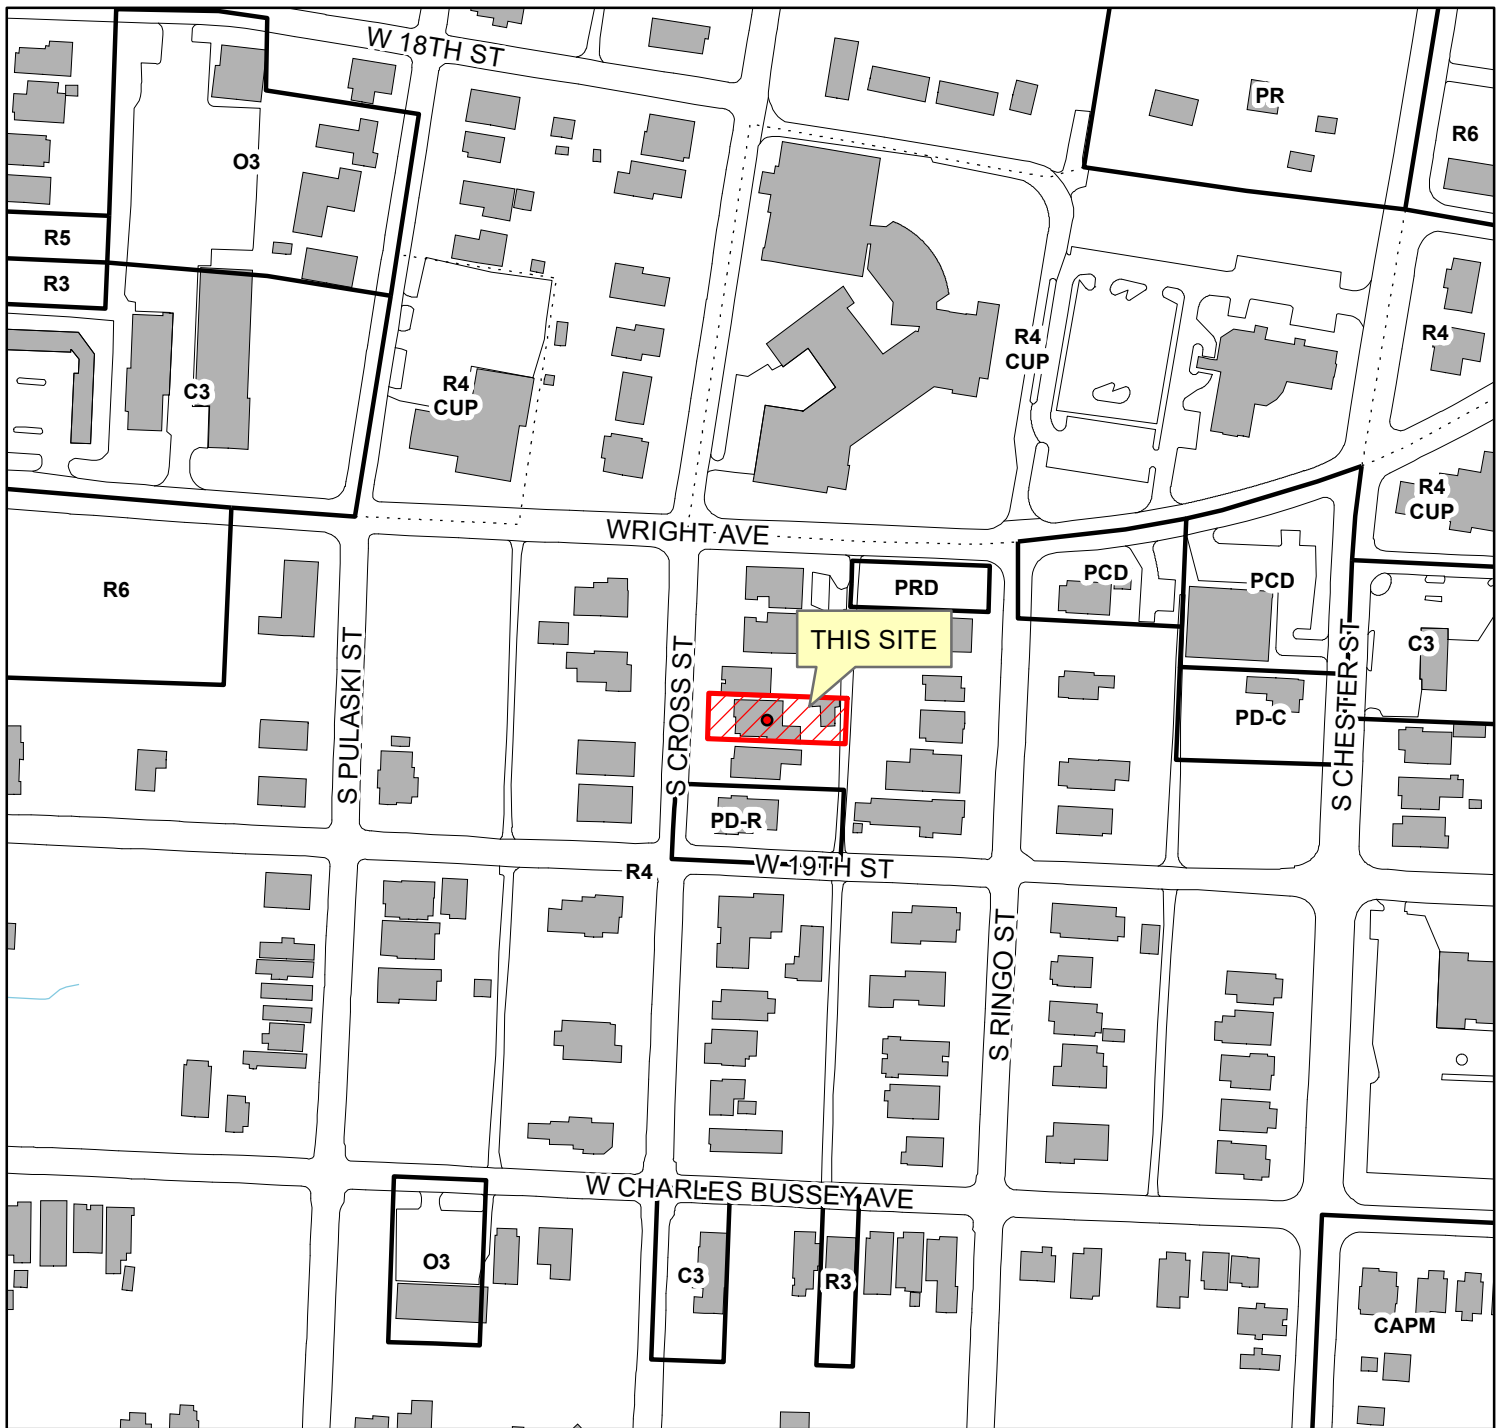 W 18TH ST
PR
R6
O3
R5
R3
R4
CUP
R4
C3
R4
CUP
R4
CUP
WRIGHT AVE
R6
PRD
PCD
PCD
THIS SITE
C3
S PULASKI ST
S CROSS ST
S CHESTER ST
PD-C
PD-R
W 19TH ST
R4
S RINGO ST
W CHARLES BUSSEY AVE
O3
C3
R3
CAPM